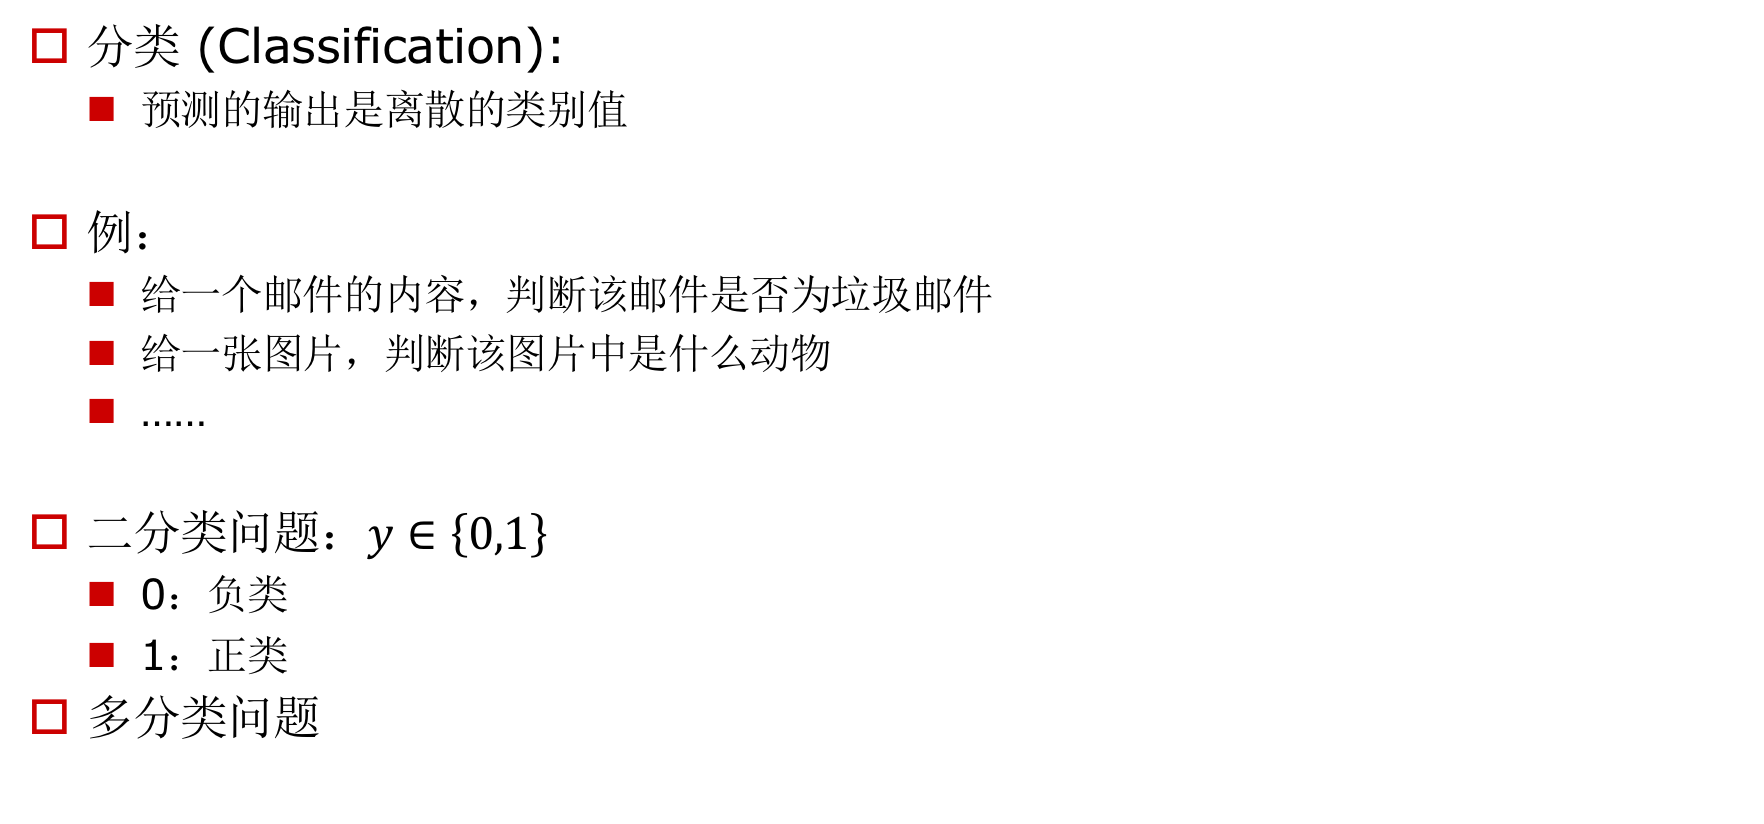 分类 (Classification):
预测的输出是离散的类别值
例：
给一个邮件的内容，判断该邮件是否为垃圾邮件
给一张图片，判断该图片中是什么动物
……
二分类问题：y ∈ {0,1}
0：负类
1：正类
多分类问题